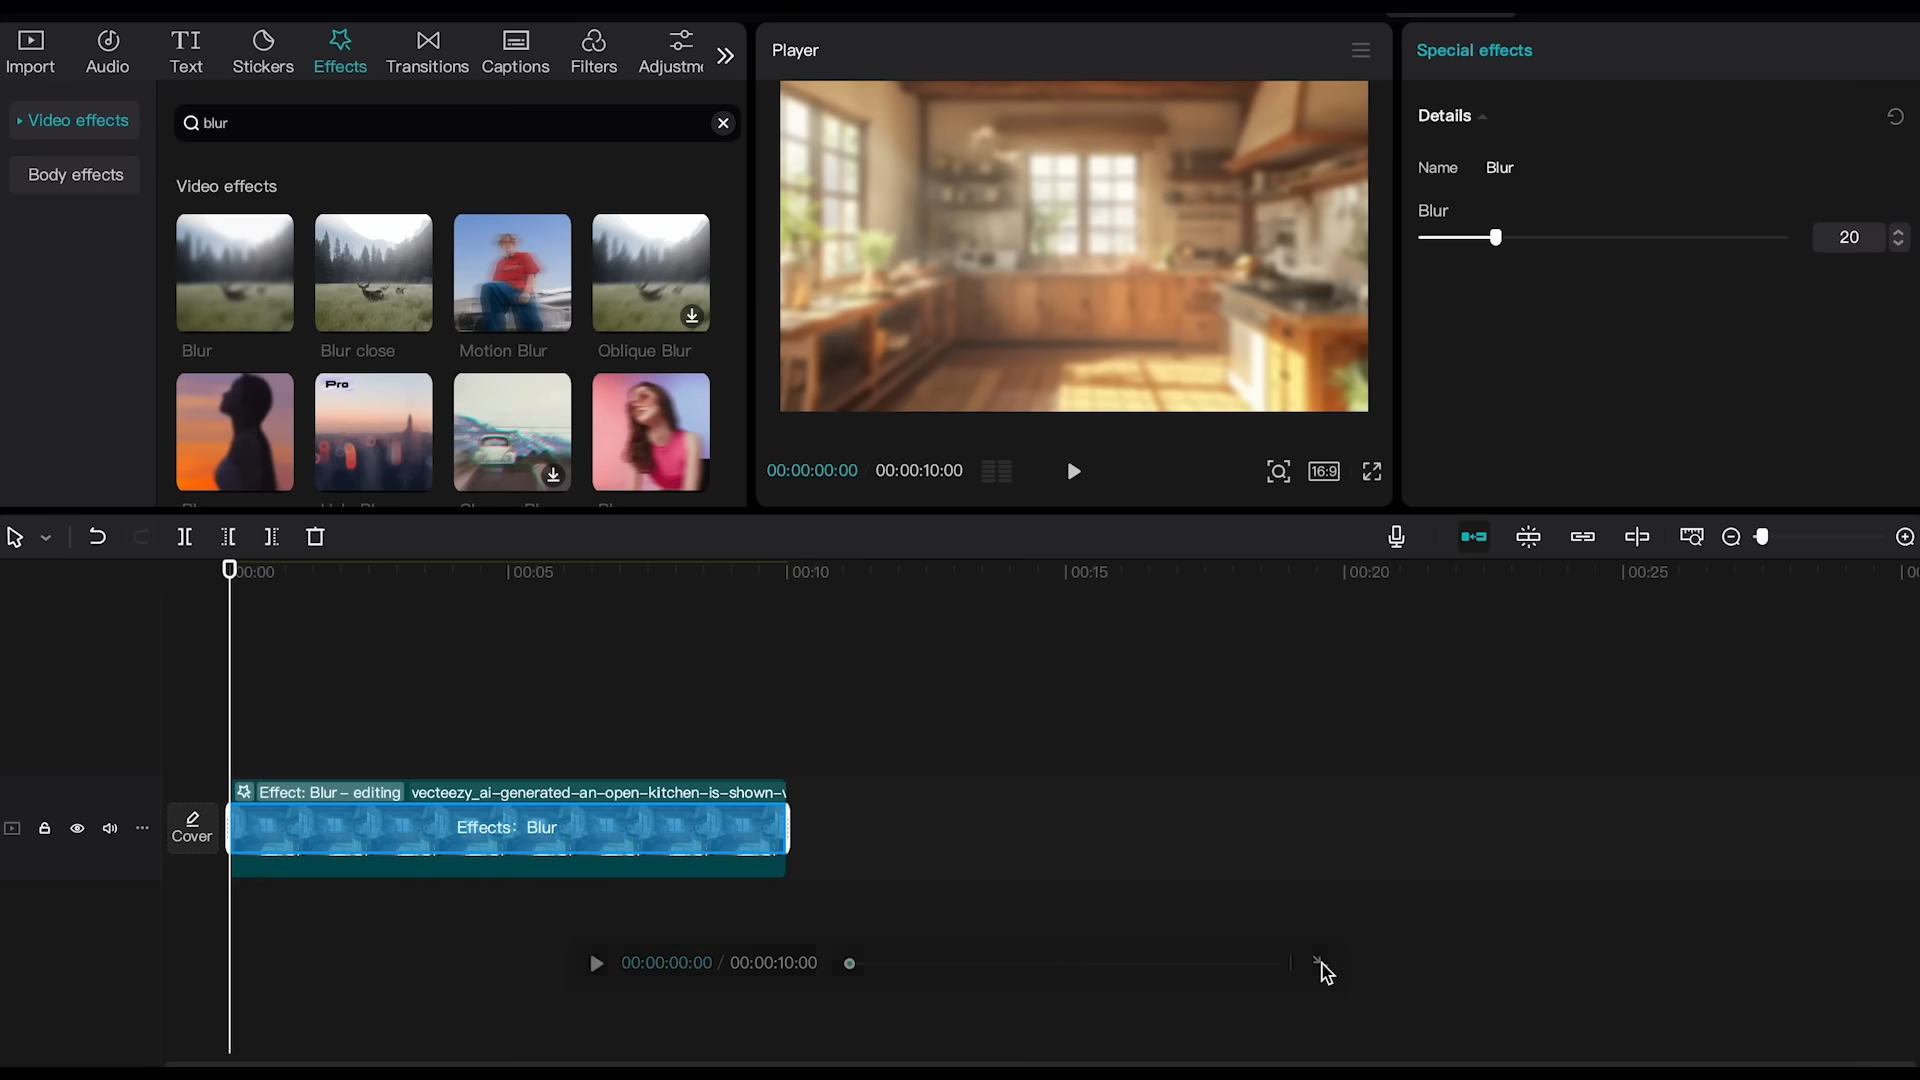 Import
Audio
Text
Stickers
Effects
Transitions
Captions
Filters
Adjustme
Player
Special effects
Video effects
Body effects
blur
Video effects
Blur
Blur close
Motion Blur
Oblique Blur
Pro
Details
Name Blur
Blur
20
00:00:00:00 00:00:10:00
16:9
00:00
00:05
00:10
00:15
00:20
00:25
Effect: Blur – editing vecteezy_ai-generated-an-open-kitchen-is-shown-
Effects: Blur
Cover
00:00:00:00 / 00:00:10:00